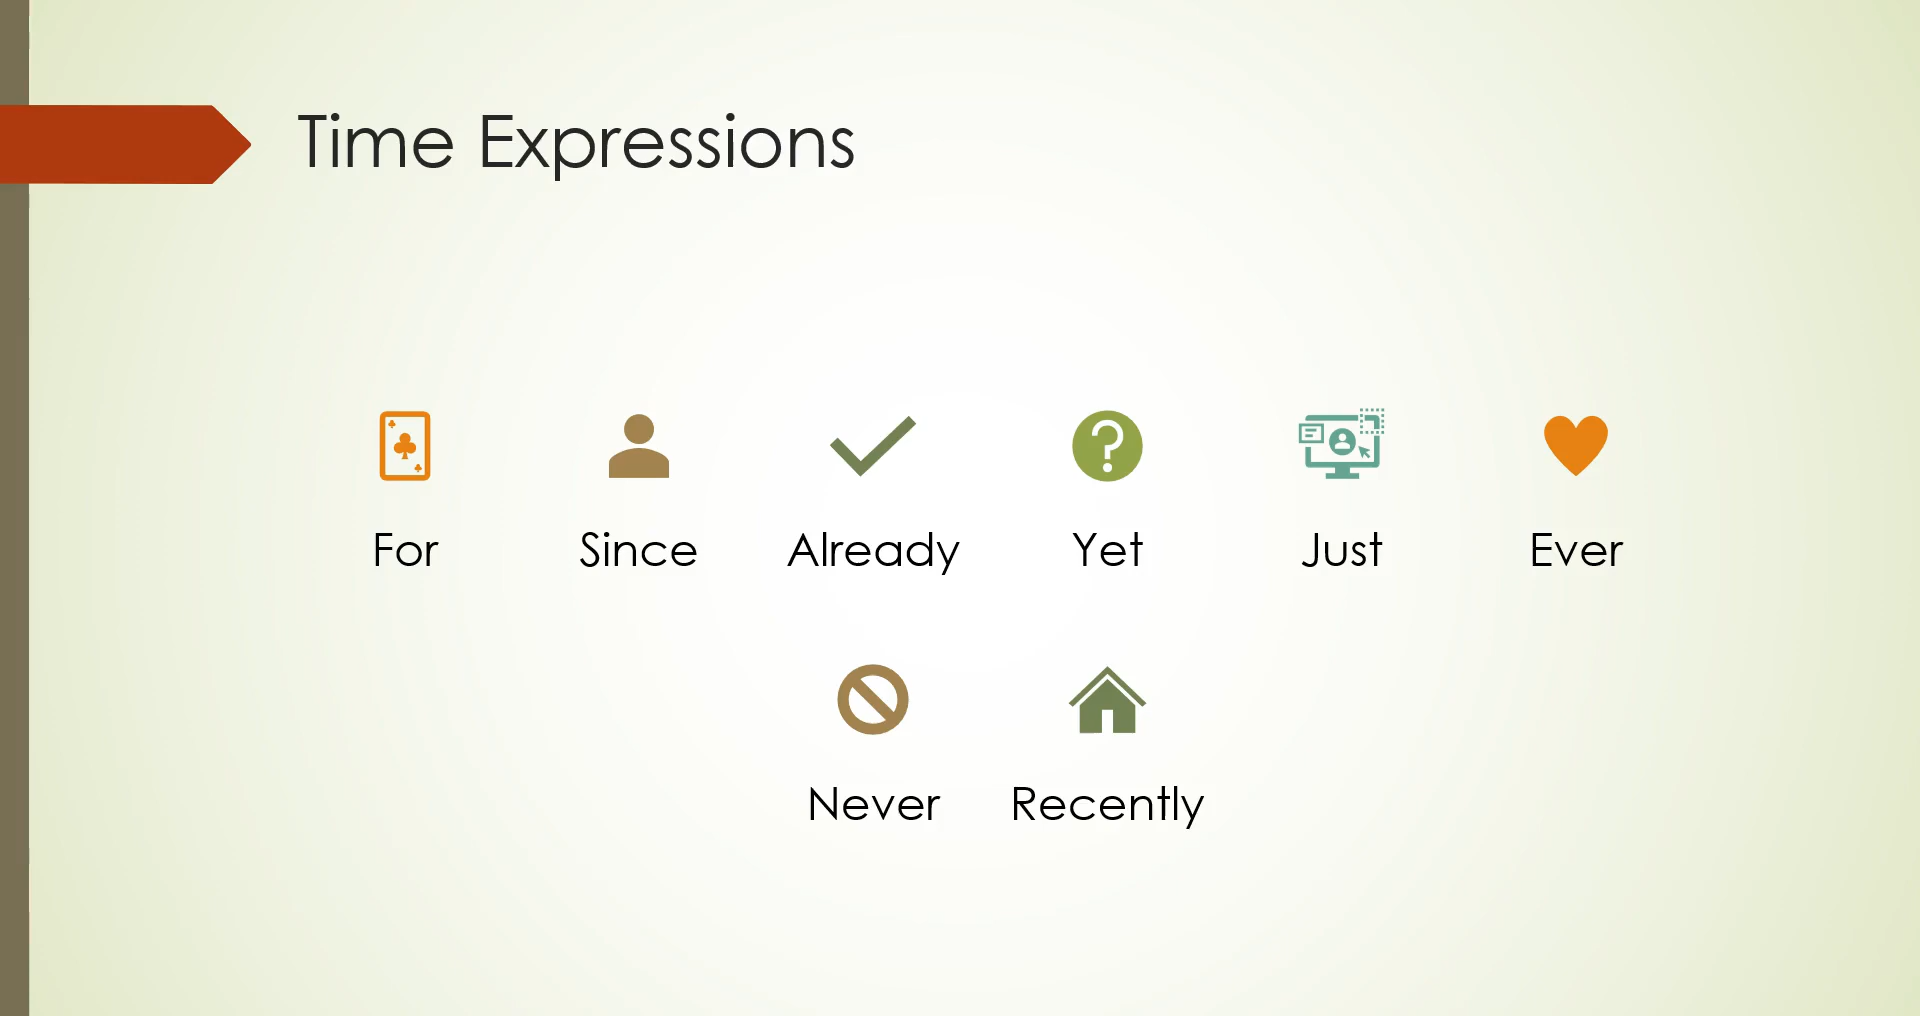 Time Expressions
For
Since
Already
Yet
Just
Ever
Never
Recently